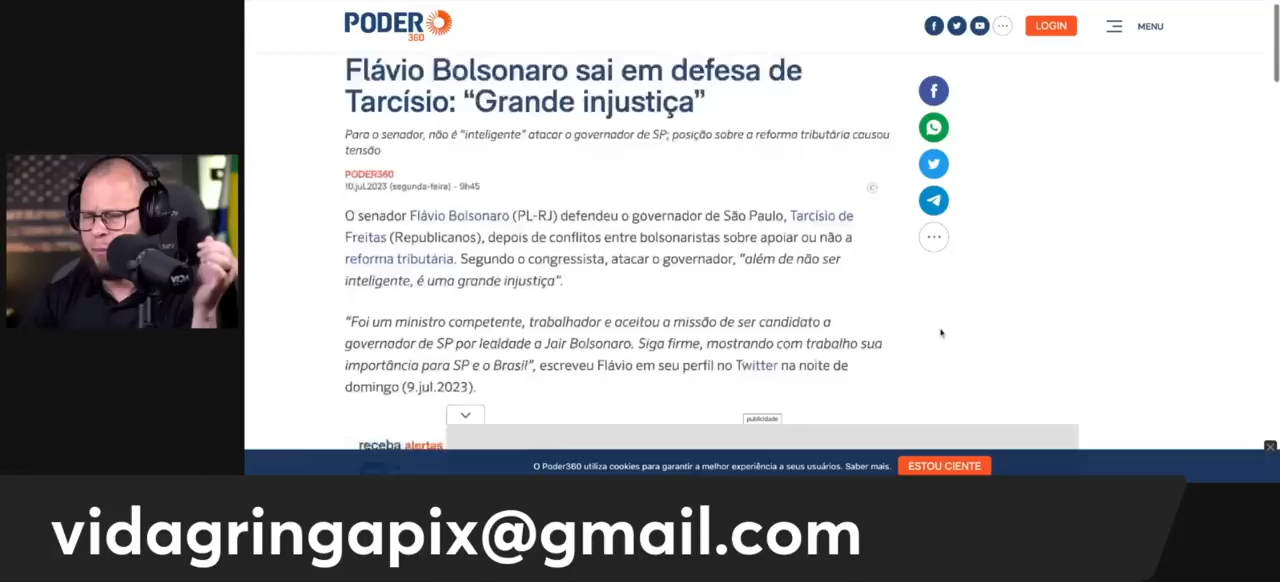 PODER
360
LOGIN
MENU
Flávio Bolsonaro sai em defesa de
Tarcísio: “Grande injustiça”
Para o senador, não é “inteligente” atacar o governador de SP; posição sobre a reforma tributária causou
tensão
PODER360
10.jul.2023 (segunda-feira) - 9h45
O senador Flávio Bolsonaro (PL-RJ) defendeu o governador de São Paulo, Tarcísio de
Freitas (Republicanos), depois de conflitos entre bolsonaristas sobre apoiar ou não a
reforma tributária. Segundo o congressista, atacar o governador, “além de não ser
inteligente, é uma grande injustiça”.
“Foi um ministro competente, trabalhador e aceitou a missão de ser candidato a
governador de SP por lealdade a Jair Bolsonaro. Siga firme, mostrando com trabalho sua
importância para SP e o Brasil”, escreveu Flávio em seu perfil no Twitter na noite de
domingo (9.jul.2023).
publicidade
receba alertas
O Poder360 utiliza cookies para garantir a melhor experiência a seus usuários. Saber mais.
ESTOU CIENTE
vidagringapix@gmail.com